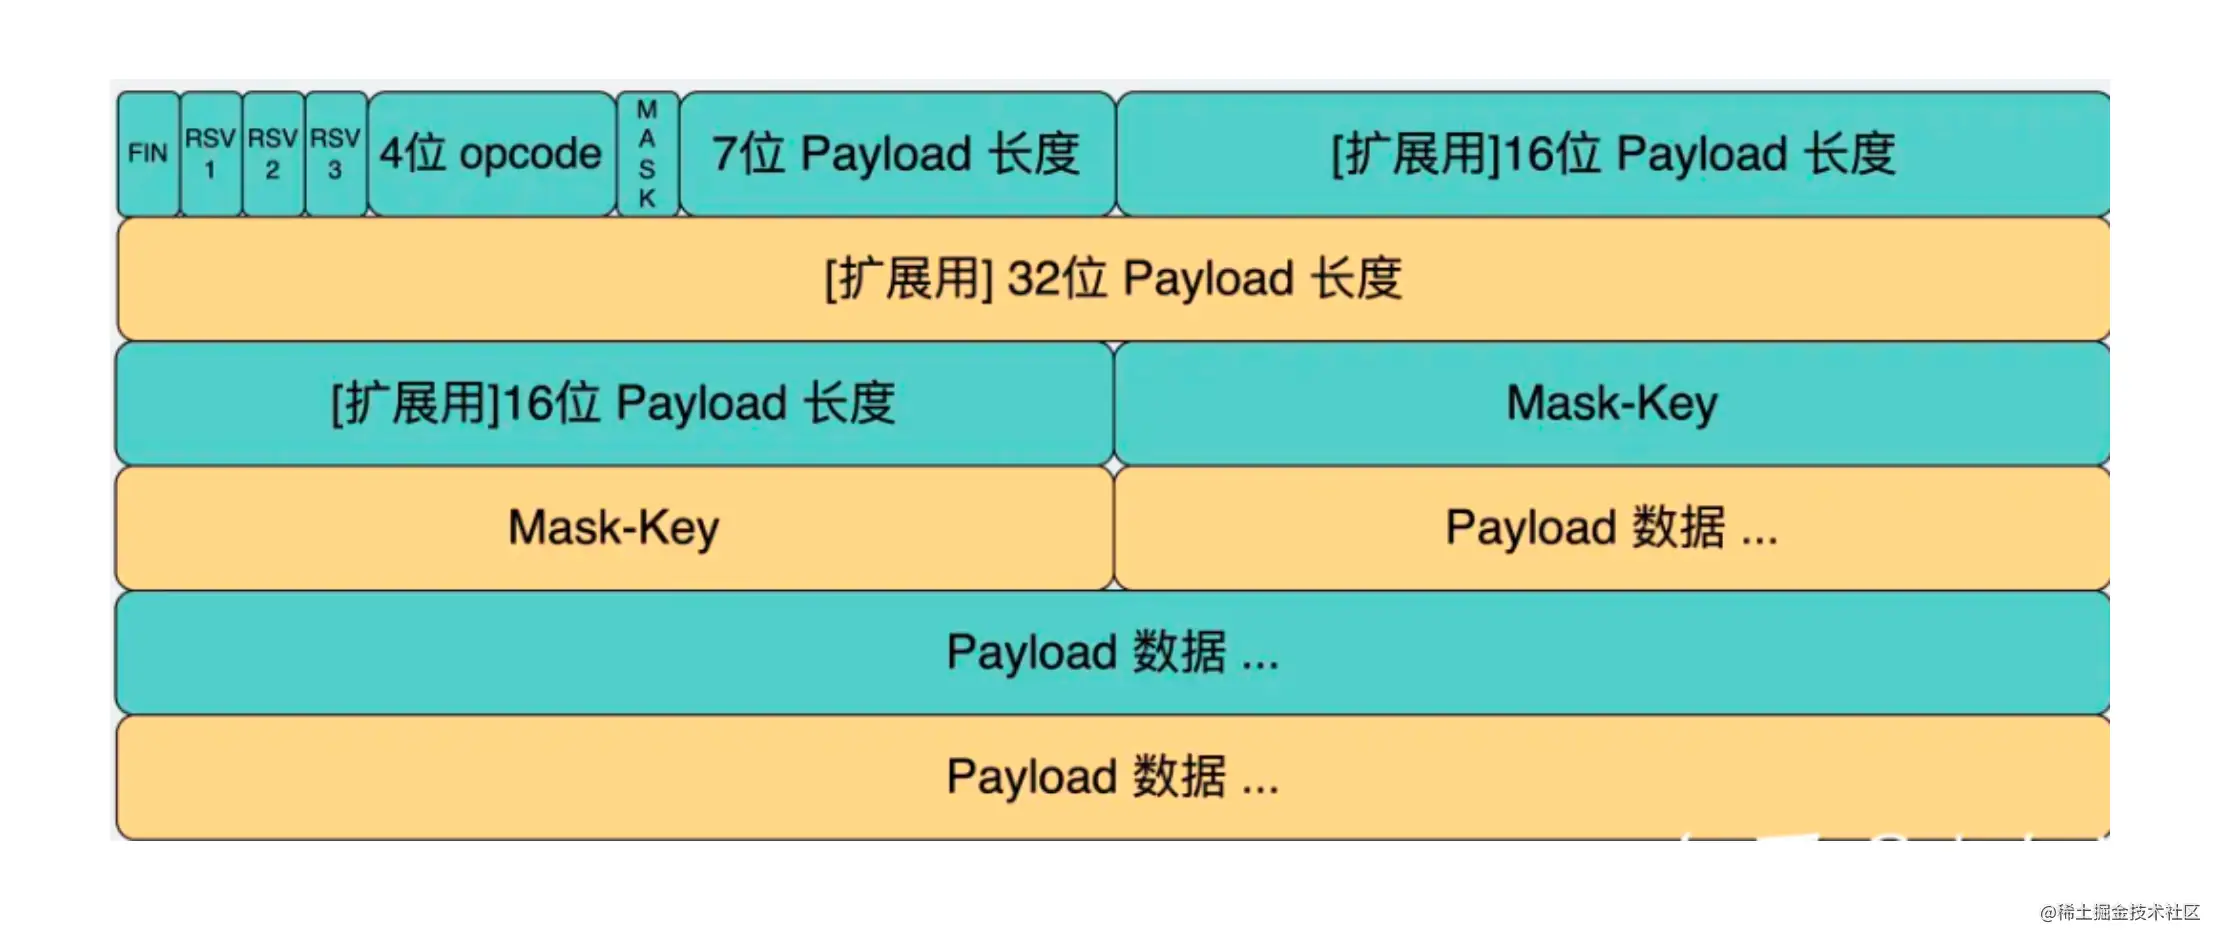 FIN RSV 1 RSV 2 RSV 3 4位 opcode MASK 7位 Payload 长度 [扩展用]16位 Payload 长度
[扩展用] 32位 Payload 长度
[扩展用]16位 Payload 长度 Mask-Key
Mask-Key Payload 数据 ...
Payload 数据 ...
Payload 数据 ...
@稀土掘金技术社区